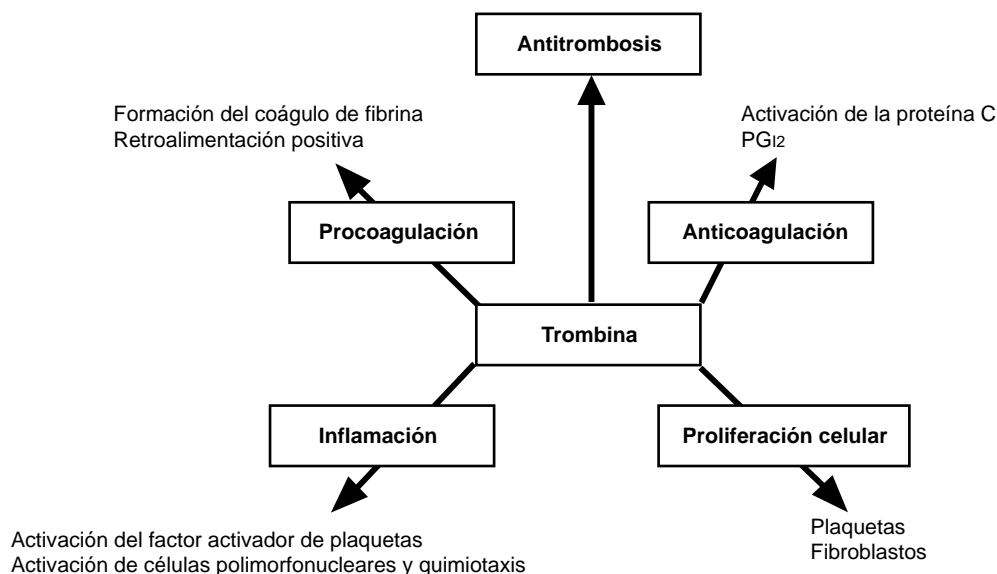 Antitrombosis
Formación del coágulo de fibrina
Retroalimentación positiva
Activación de la proteína C
PGI2
Procoagulación
Anticoagulación
Trombina
Inflamación
Proliferación celular
Activación del factor activador de plaquetas
Activación de células polimorfonucleares y quimiotaxis
Plaquetas
Fibroblastos